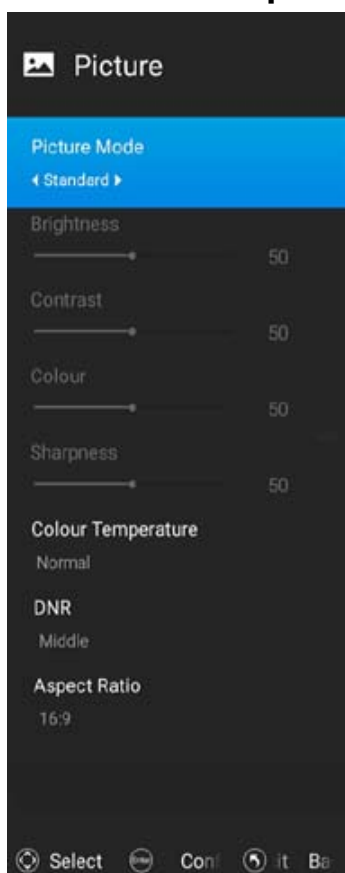 Picture
Picture Mode
Standard
Brightness
50
Contrast
50
Colour
50
Sharpness
50
Colour Temperature
Normal
DNR
Middle
Aspect Ratio
16:9
Select